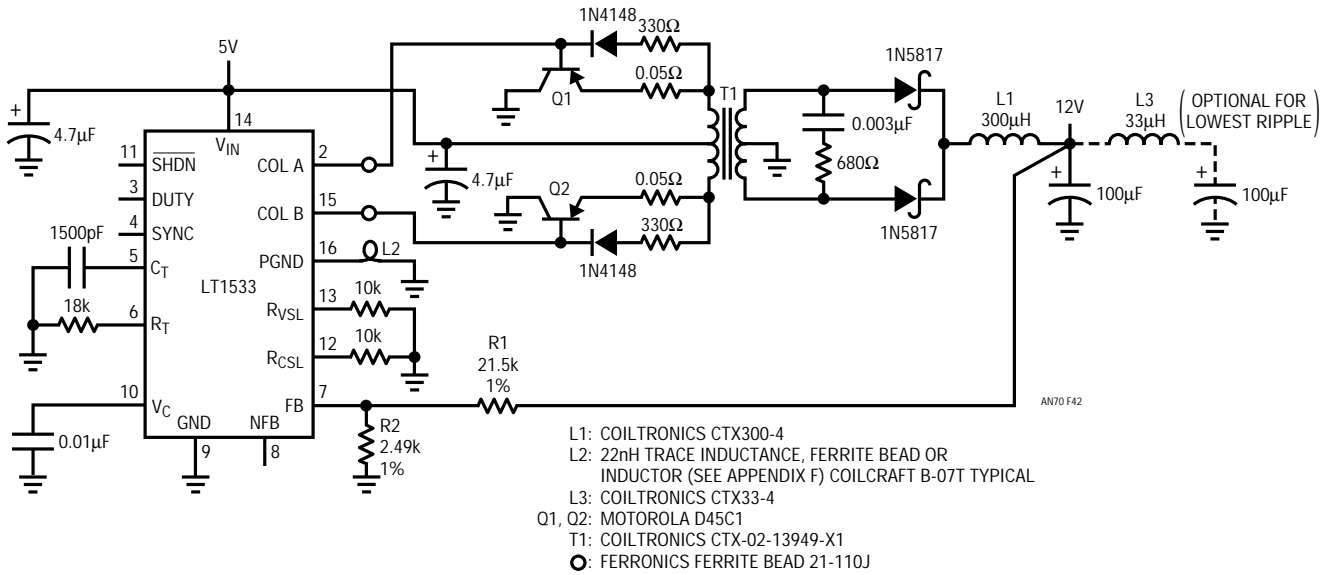 1N4148
330Ω
5V
0.05Ω
1N5817
Q1
T1
L1
300µH
12V
L3
33µH
(OPTIONAL FOR
LOWEST RIPPLE)
+
4.7µF
14
VIN
11
SHDN
2
COL A
0.003µF
680Ω
3
DUTY
+
4.7µF
Q2
0.05Ω
+
100µF
+
100µF
15
COL B
4
SYNC
330Ω
1N5817
1500pF
5
CT
16
PGND
L2
1N4148
LT1533
18k
6
RT
13
RVSL
10k
12
RCSL
10k
R1
21.5k
1%
10
VC
7
FB
AN70 F42
0.01µF
GND
9
NFB
8
R2
2.49k
1%
L1: COILTRONICS CTX300-4
L2: 22nH TRACE INDUCTANCE, FERRITE BEAD OR
INDUCTOR (SEE APPENDIX F) COILCRAFT B-07T TYPICAL
L3: COILTRONICS CTX33-4
Q1, Q2: MOTOROLA D45C1
T1: COILTRONICS CTX-02-13949-X1
: FERRONICS FERRITE BEAD 21-110J